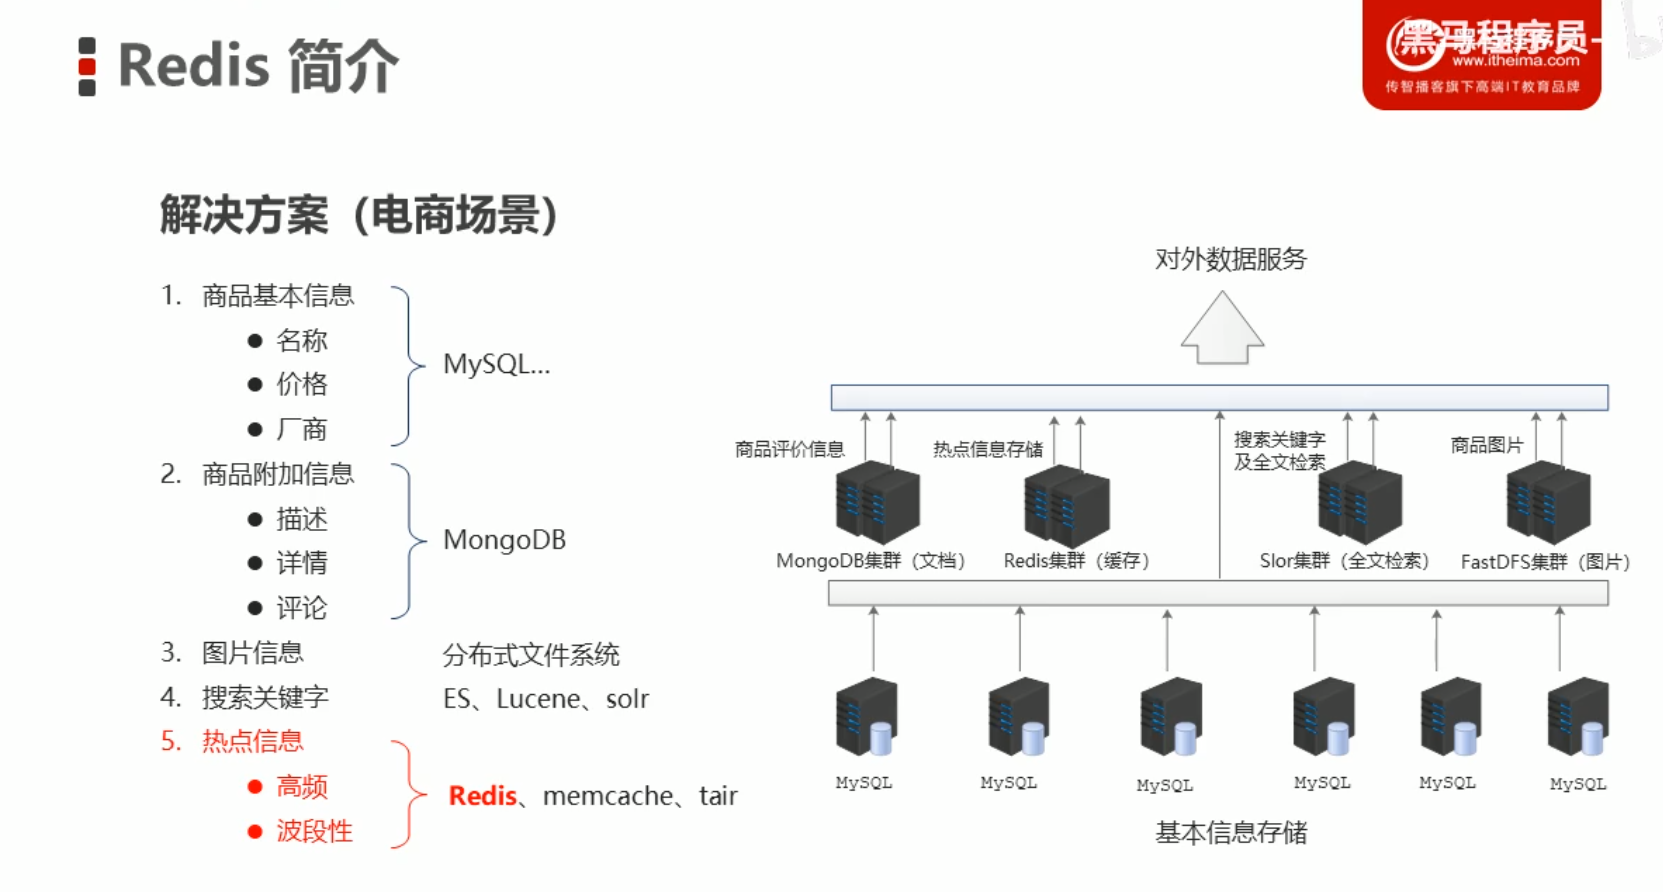 Redis 简介
黑马程序员
www.itheima.com
传智播客旗下高端IT教育品牌
解决方案（电商场景）
1. 商品基本信息
● 名称
● 价格
● 厂商
MySQL...
2. 商品附加信息
● 描述
● 详情
● 评论
MongoDB
3. 图片信息 分布式文件系统
4. 搜索关键字 ES、Lucene、solr
5. 热点信息
● 高频
● 波段性
Redis、memcache、tair
对外数据服务
商品评价信息
热点信息存储
搜索关键字
及全文检索
商品图片
MongoDB集群（文档）
Redis集群（缓存）
Slor集群（全文检索）
FastDFS集群（图片）
MySQL
MySQL
MySQL
MySQL
MySQL
MySQL
基本信息存储